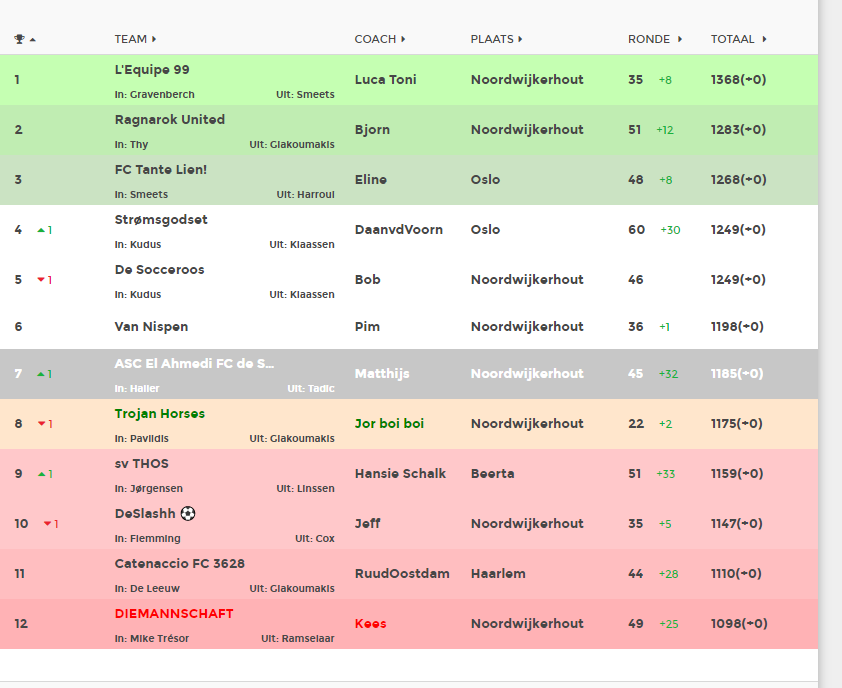 TEAM COACH PLAATS RONDE TOTAAL
L'Equipe 99
1 Luca Toni Noordwijkerhout 35 +8 1368(+0)
In: Gravenberch Uit: Smeets
Ragnarok United
2 Bjorn Noordwijkerhout 51 +12 1283(+0)
In: Thy Uit: Giakoumakis
FC Tante Lien!
3 Eline Oslo 48 +8 1268(+0)
In: Smeets Uit: Harroui
Strømsgodset
4 1 DaanvdVoorn Oslo 60 +30 1249(+0)
In: Kudus Uit: Klaassen
De Socceroos
5 1 Bob Noordwijkerhout 46 1249(+0)
In: Kudus Uit: Klaassen
6 Van Nispen Pim Noordwijkerhout 36 +1 1198(+0)
ASC El Ahmedi FC de S...
7 1 Matthijs Noordwijkerhout 45 +32 1185(+0)
In: Haller Uit: Tadic
Trojan Horses
8 1 Jor boi boi Noordwijkerhout 22 +2 1175(+0)
In: Pavlidis Uit: Giakoumakis
sv THOS
9 1 Hansie Schalk Beerta 51 +33 1159(+0)
In: Jørgensen Uit: Linssen
DeSlashh ⚽
10 1 Jeff Noordwijkerhout 35 +5 1147(+0)
In: Flemming Uit: Cox
Catenaccio FC 3628
11 RuudOostdam Haarlem 44 +28 1110(+0)
In: De Leeuw Uit: Giakoumakis
DIEMANNSCHAFT
12 Kees Noordwijkerhout 49 +25 1098(+0)
In: Mike Trésor Uit: Ramselaar